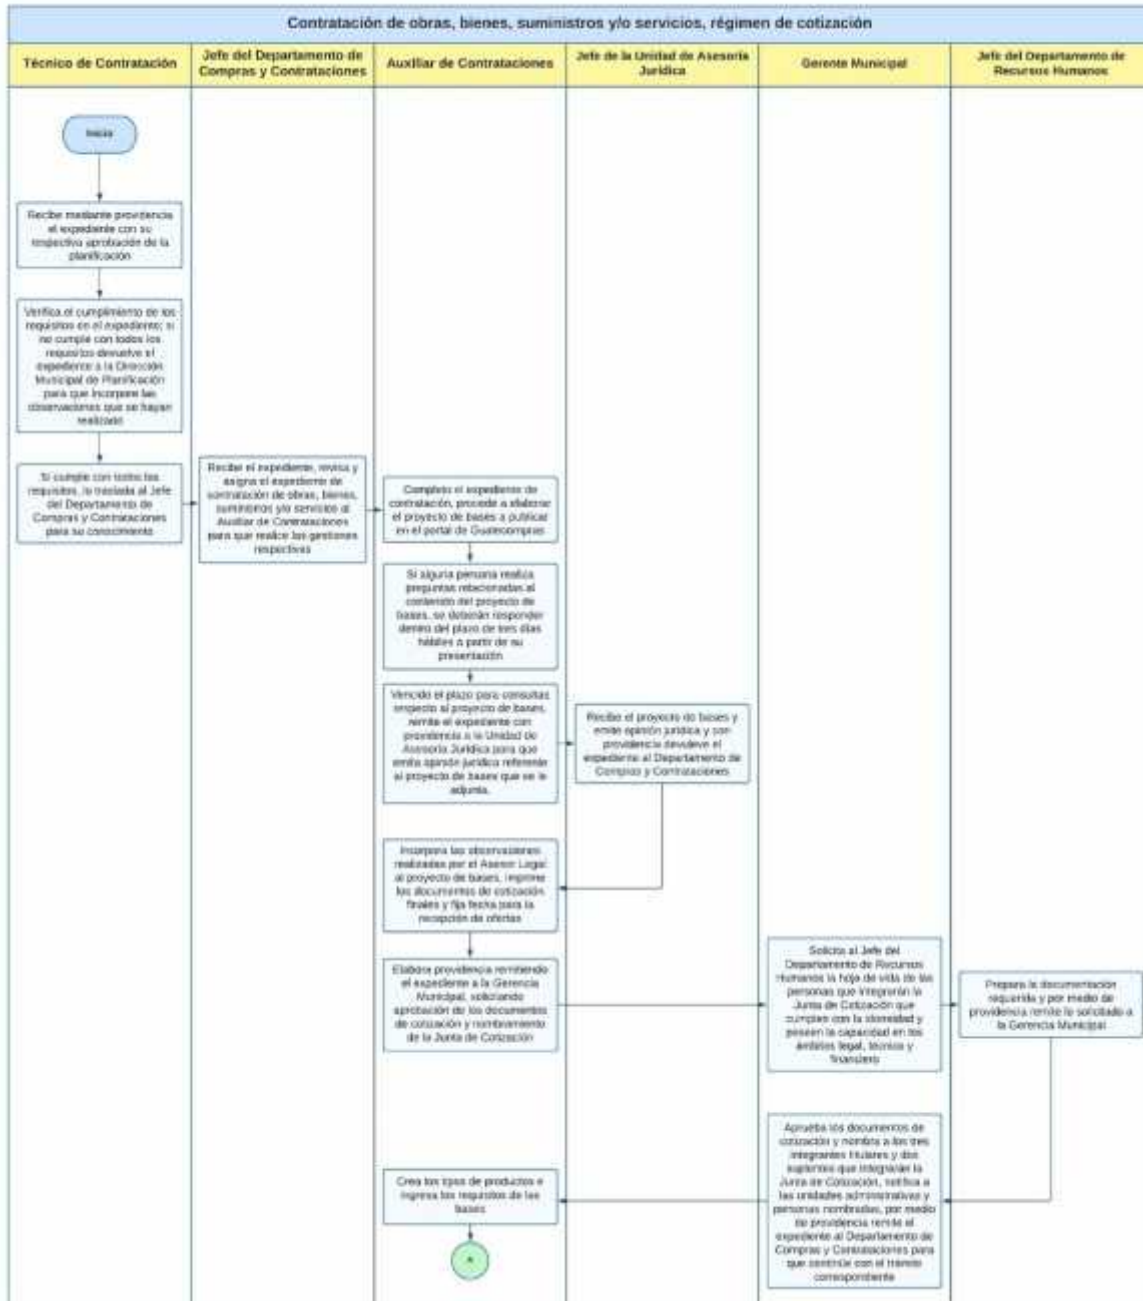 Contratación de obras, bienes, suministros y/o servicios, régimen de cotización
Técnico de Contratación
Jefe del Departamento de
Compras y Contrataciones
Auxiliar de Contrataciones
Jefe de la Unidad de Asesoría
Jurídica
Gerente Municipal
Jefe del Departamento de
Recursos Humanos
Inicio
Recibe mediante providencia
el expediente con su
respectiva aprobación de la
planificación
Verifica el cumplimiento de los
requisitos en el expediente; si
no cumple con todos los
requisitos devuelve el
expediente a la Dirección
Municipal de Planificación
para que incorpore las
observaciones que se hayan
realizado
Si cumple con todos los
requisitos, lo traslada al Jefe
del Departamento de
Compras y Contrataciones
para su conocimiento
Recibe el expediente, revisa y
asigna el expediente de
contratación de obras, bienes,
suministros y/o servicios al
Auxiliar de Contrataciones
para que realice las gestiones
respectivas
Completo el expediente de
contratación, procede a elaborar
el proyecto de bases a publicar
en el portal de Guatecompras
Si alguna persona realiza
preguntas relacionadas al
contenido del proyecto de
bases, se deberán responder
dentro del plazo de tres días
hábiles a partir de su
presentación
Vencido el plazo para consultas
respecto al proyecto de bases,
remite el expediente con
providencia a la Unidad de
Asesoría Jurídica para que
emita opinión jurídica referente
al proyecto de bases que se le
adjunta.
Recibe el proyecto de bases y
emite opinión jurídica y con
providencia devuelve el
expediente al Departamento de
Compras y Contrataciones
Incorpora las observaciones
realizadas por el Asesor Legal
al proyecto de bases, imprime
los documentos de cotización
finales y fija fecha para la
recepción de ofertas
Elabora providencia remitiendo
el expediente a la Gerencia
Municipal, solicitando
aprobación de los documentos
de cotización y nombramiento
de la Junta de Cotización
Solicita al Jefe del
Departamento de Recursos
Humanos la hoja de vida de las
personas que integrarán la
Junta de Cotización que
cumplan con la idoneidad y
poseen la capacidad en los
ámbitos legal, técnico y
financiero
Prepara la documentación
requerida y por medio de
providencia remite lo solicitado a
la Gerencia Municipal
Aprueba los documentos de
cotización y nombra a los tres
integrantes titulares y dos
suplentes que integrarán la
Junta de Cotización, notifica a
las unidades administrativas y
personas nombradas, por medio
de providencia remite el
expediente al Departamento de
Compras y Contrataciones para
que continúe con el trámite
correspondiente
Crea los tipos de productos e
ingresa los requisitos de las
bases